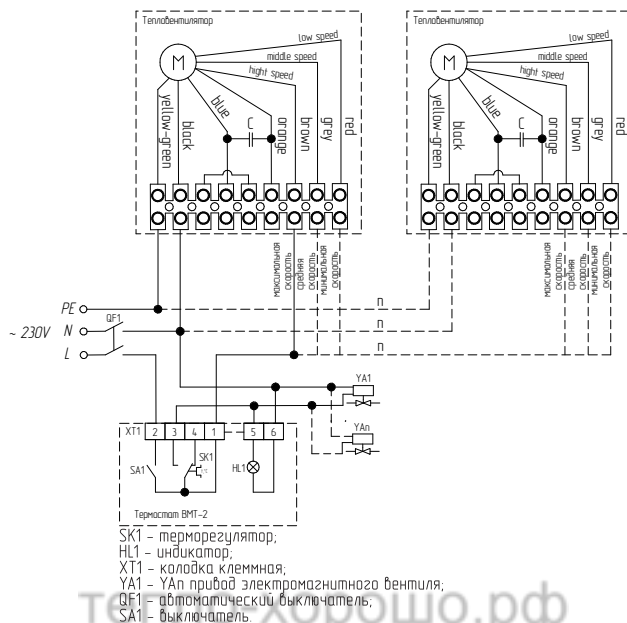 Тепловентилятор
Тепловентилятор
low speed
low speed
middle speed
middle speed
hight speed
hight speed
M
M
C
C
yellow-green
black
blue
orange
brown
grey
red
yellow-green
black
blue
orange
brown
grey
red
максимальная скорость
средняя скорость
минимальная скорость
максимальная скорость
средняя скорость
минимальная скорость
PE
n
QF1
~ 230V
N
n
L
n
YA1
YAn
XT1
2
3
4
1
5
6
SA1
SK1
HL1
Термостат ВМТ-2
SK1 - терморегулятор;
HL1 - индикатор;
XT1 - колодка клеммная;
YA1 - YAn привод электромагнитного вентиля;
QF1 - автоматический выключатель;
SA1 - выключатель.
тепло-хорошо.рф